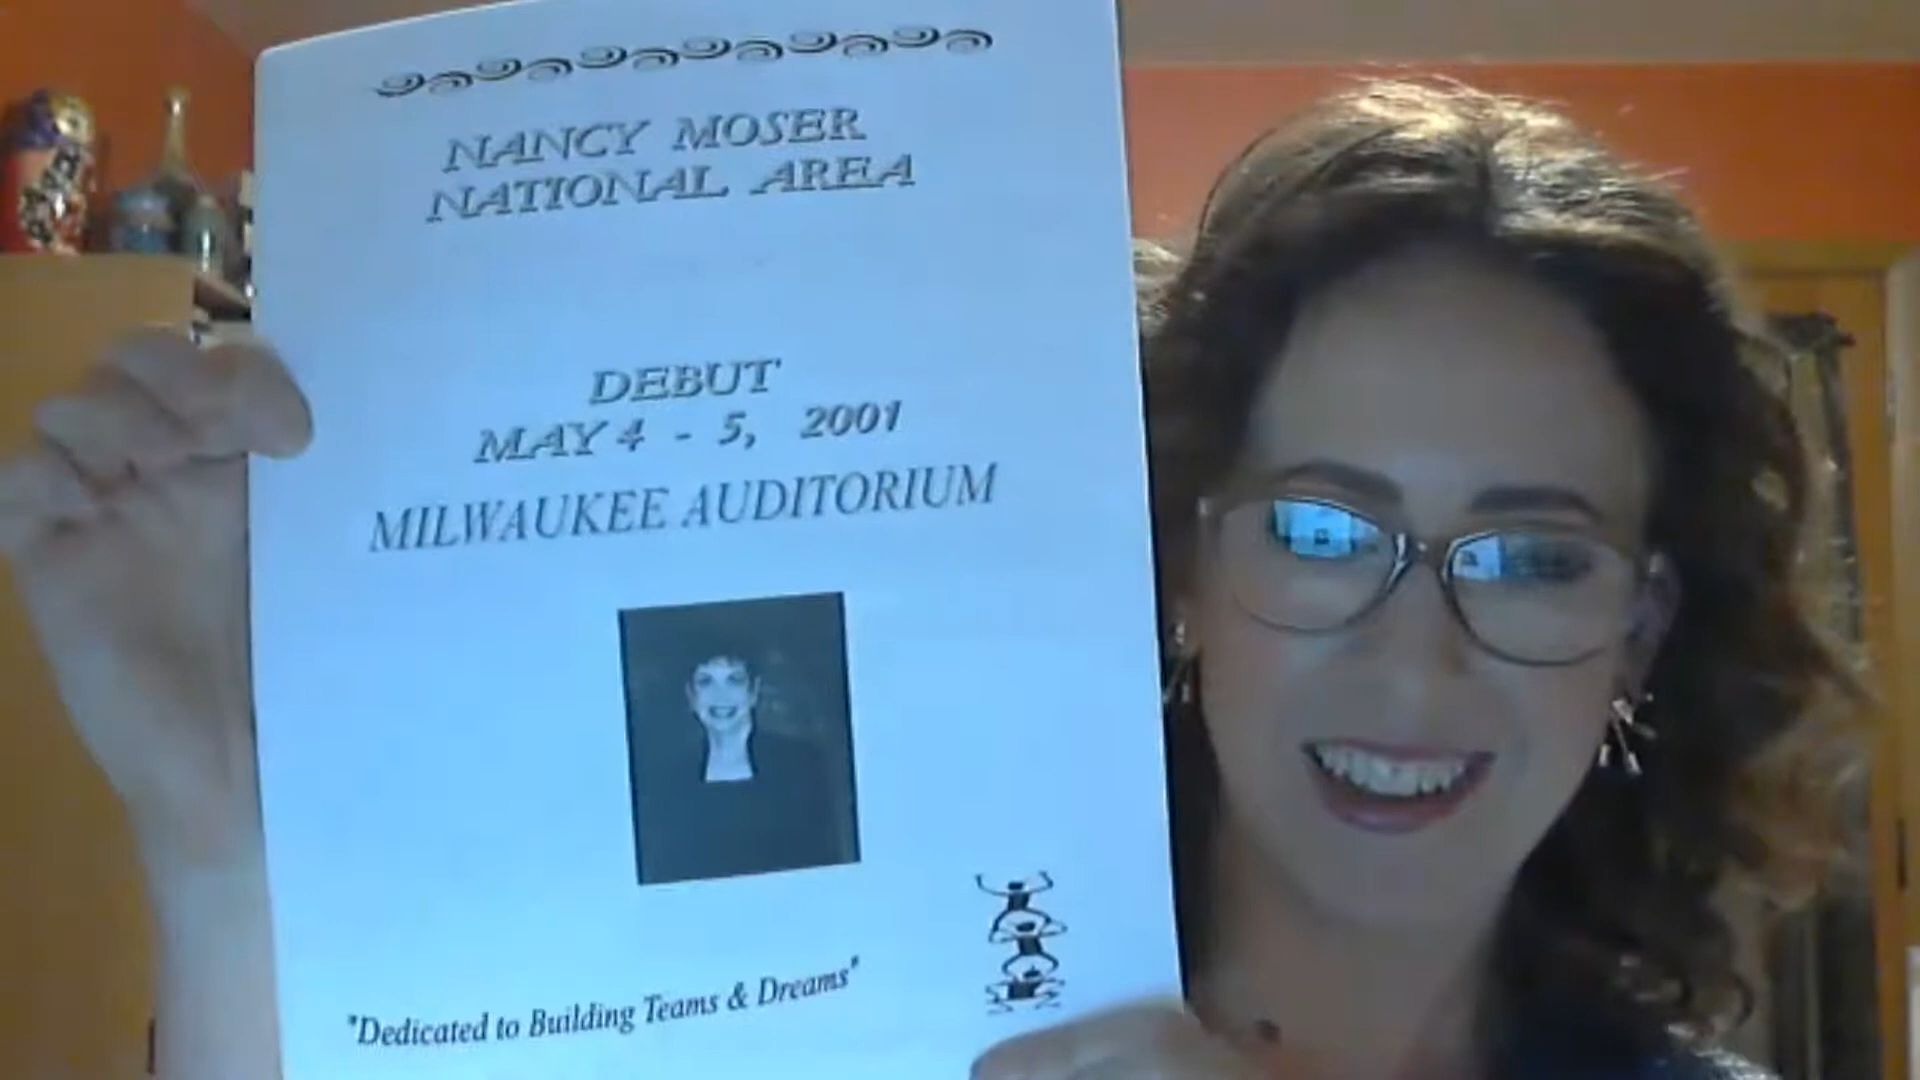 NANCY MOSER
NATIONAL AREA
DEBUT
MAY 4 - 5, 2001
MILWAUKEE AUDITORIUM
"Dedicated to Building Teams & Dreams"